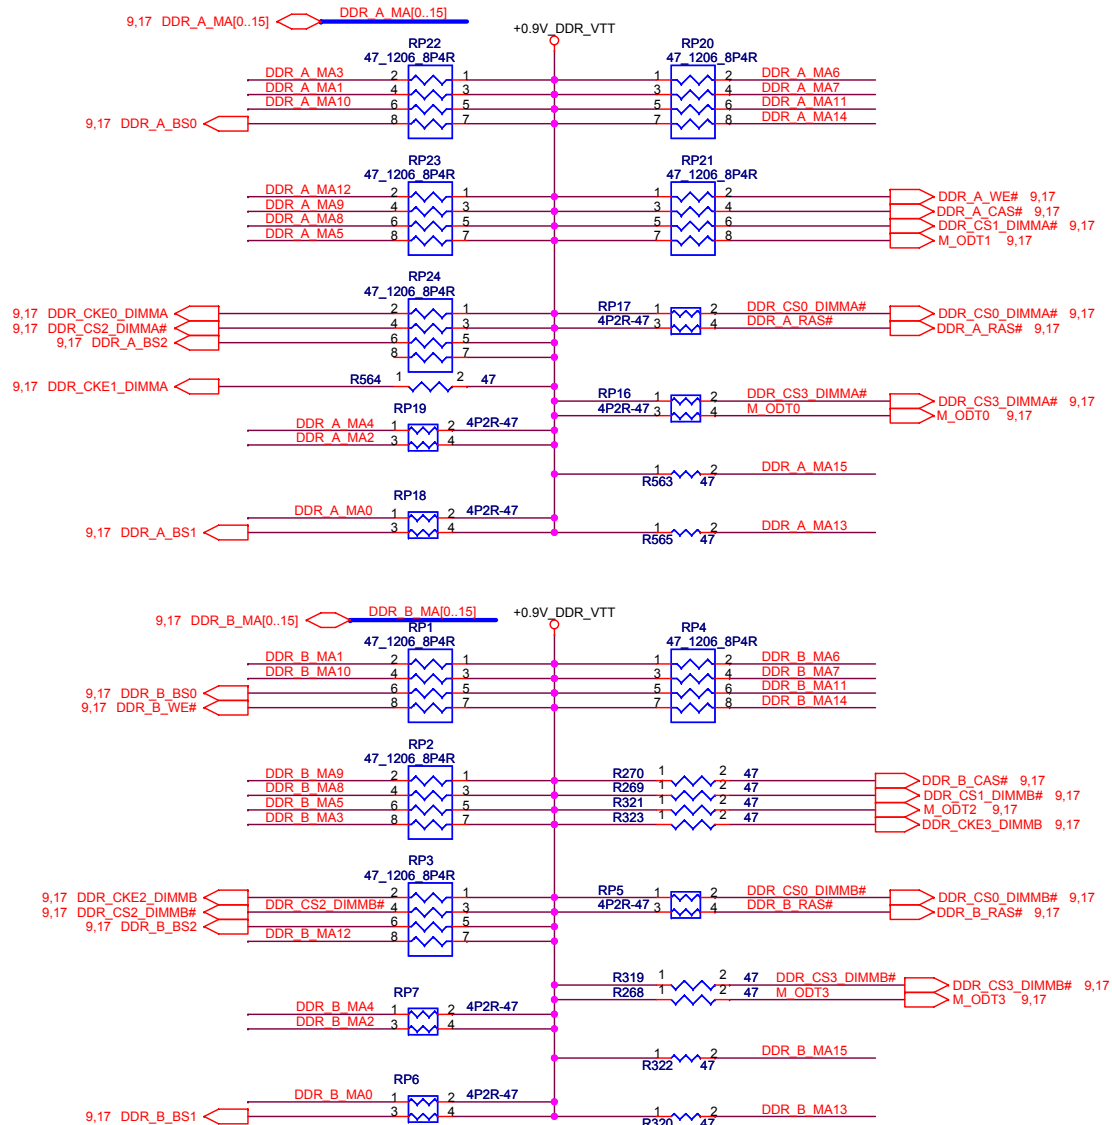 9,17 DDR_A_MA[0..15] DDR_A_MA[0..15]
+0.9V_DDR_VTT
RP22 RP20
47_1206_8P4R 47_1206_8P4R
DDR_A_MA3 2 1 1 2 DDR_A_MA6
DDR_A_MA1 4 3 3 4 DDR_A_MA7
DDR_A_MA10 6 5 5 6 DDR_A_MA11
9,17 DDR_A_BS0 8 7 7 8 DDR_A_MA14
RP23 RP21
47_1206_8P4R 47_1206_8P4R
DDR_A_MA12 2 1 1 2 DDR_A_WE# 9,17
DDR_A_MA9 4 3 3 4 DDR_A_CAS# 9,17
DDR_A_MA8 6 5 5 6 DDR_CS1_DIMMA# 9,17
DDR_A_MA5 8 7 7 8 M_ODT1 9,17
RP24
47_1206_8P4R
9,17 DDR_CKE0_DIMMA 2 1 RP17 1 2 DDR_CS0_DIMMA# DDR_CS0_DIMMA# 9,17
9,17 DDR_CS2_DIMMA# 4 3 4P2R-47 3 4 DDR_A_RAS# DDR_A_RAS# 9,17
9,17 DDR_A_BS2 6 5
8 7
9,17 DDR_CKE1_DIMMA R564 1 2 47
RP16 1 2 DDR_CS3_DIMMA# DDR_CS3_DIMMA# 9,17
4P2R-47 3 4 M_ODT0 M_ODT0 9,17
RP19
DDR_A_MA4 1 2 4P2R-47
DDR_A_MA2 3 4
1 2 DDR_A_MA15
R563 47
RP18
DDR_A_MA0 1 2 4P2R-47
9,17 DDR_A_BS1 3 4 1 2 DDR_A_MA13
R565 47
9,17 DDR_B_MA[0..15] DDR_B_MA[0..15]
+0.9V_DDR_VTT
RP1 RP4
47_1206_8P4R 47_1206_8P4R
DDR_B_MA1 2 1 1 2 DDR_B_MA6
DDR_B_MA10 4 3 3 4 DDR_B_MA7
9,17 DDR_B_BS0 6 5 5 6 DDR_B_MA11
9,17 DDR_B_WE# 8 7 7 8 DDR_B_MA14
RP2
47_1206_8P4R
DDR_B_MA9 2 1 R270 1 2 47 DDR_B_CAS# 9,17
DDR_B_MA8 4 3 R269 1 2 47 DDR_CS1_DIMMB# 9,17
DDR_B_MA5 6 5 R321 1 2 47 M_ODT2 9,17
DDR_B_MA3 8 7 R323 1 2 47 DDR_CKE3_DIMMB 9,17
RP3
47_1206_8P4R
9,17 DDR_CKE2_DIMMB 2 1 RP5 1 2 DDR_CS0_DIMMB# DDR_CS0_DIMMB# 9,17
9,17 DDR_CS2_DIMMB# DDR_CS2_DIMMB# 4 3 4P2R-47 3 4 DDR_B_RAS# DDR_B_RAS# 9,17
9,17 DDR_B_BS2 6 5
DDR_B_MA12 8 7
R319 1 2 47 DDR_CS3_DIMMB# DDR_CS3_DIMMB# 9,17
R268 1 2 47 M_ODT3 M_ODT3 9,17
RP7
DDR_B_MA4 1 2 4P2R-47
DDR_B_MA2 3 4
1 2 DDR_B_MA15
R322 47
RP6
DDR_B_MA0 1 2 4P2R-47
9,17 DDR_B_BS1 3 4 1 2 DDR_B_MA13
R320 47